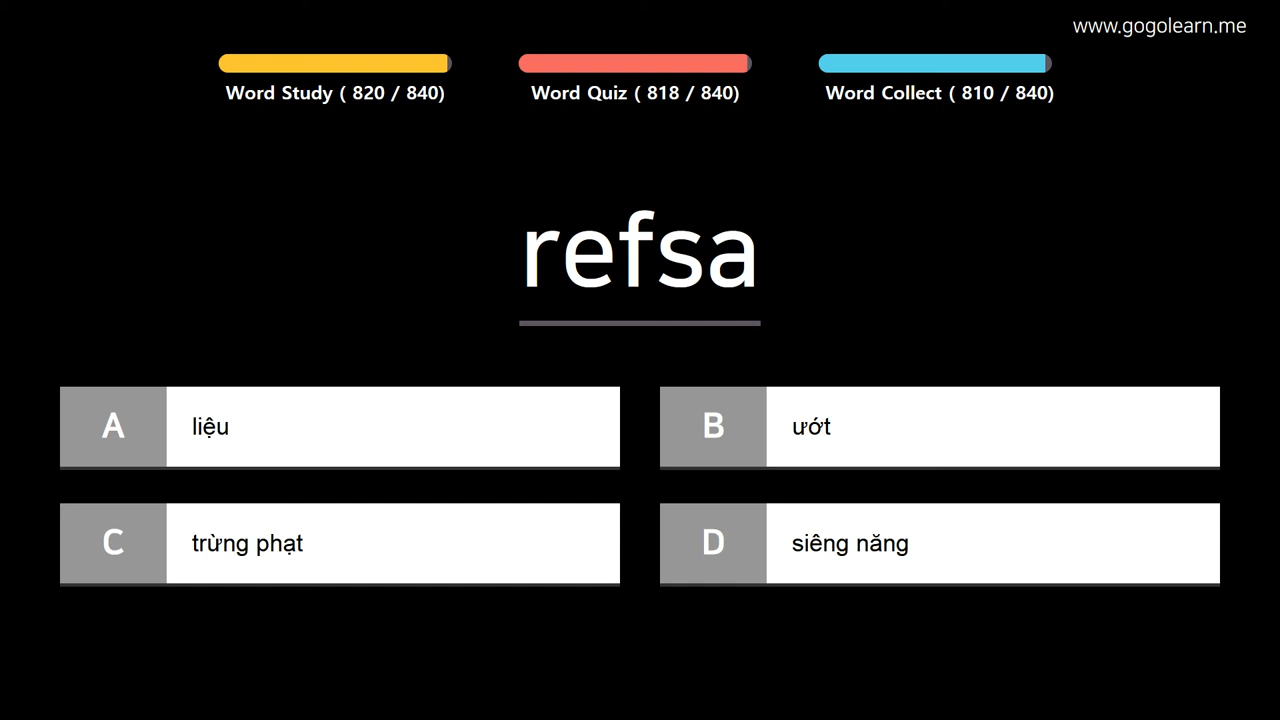 www.gogolearn.me
Word Study ( 820 / 840)
Word Quiz ( 818 / 840)
Word Collect ( 810 / 840)
refsa
A liệu
B ướt
C trừng phạt
D siêng năng